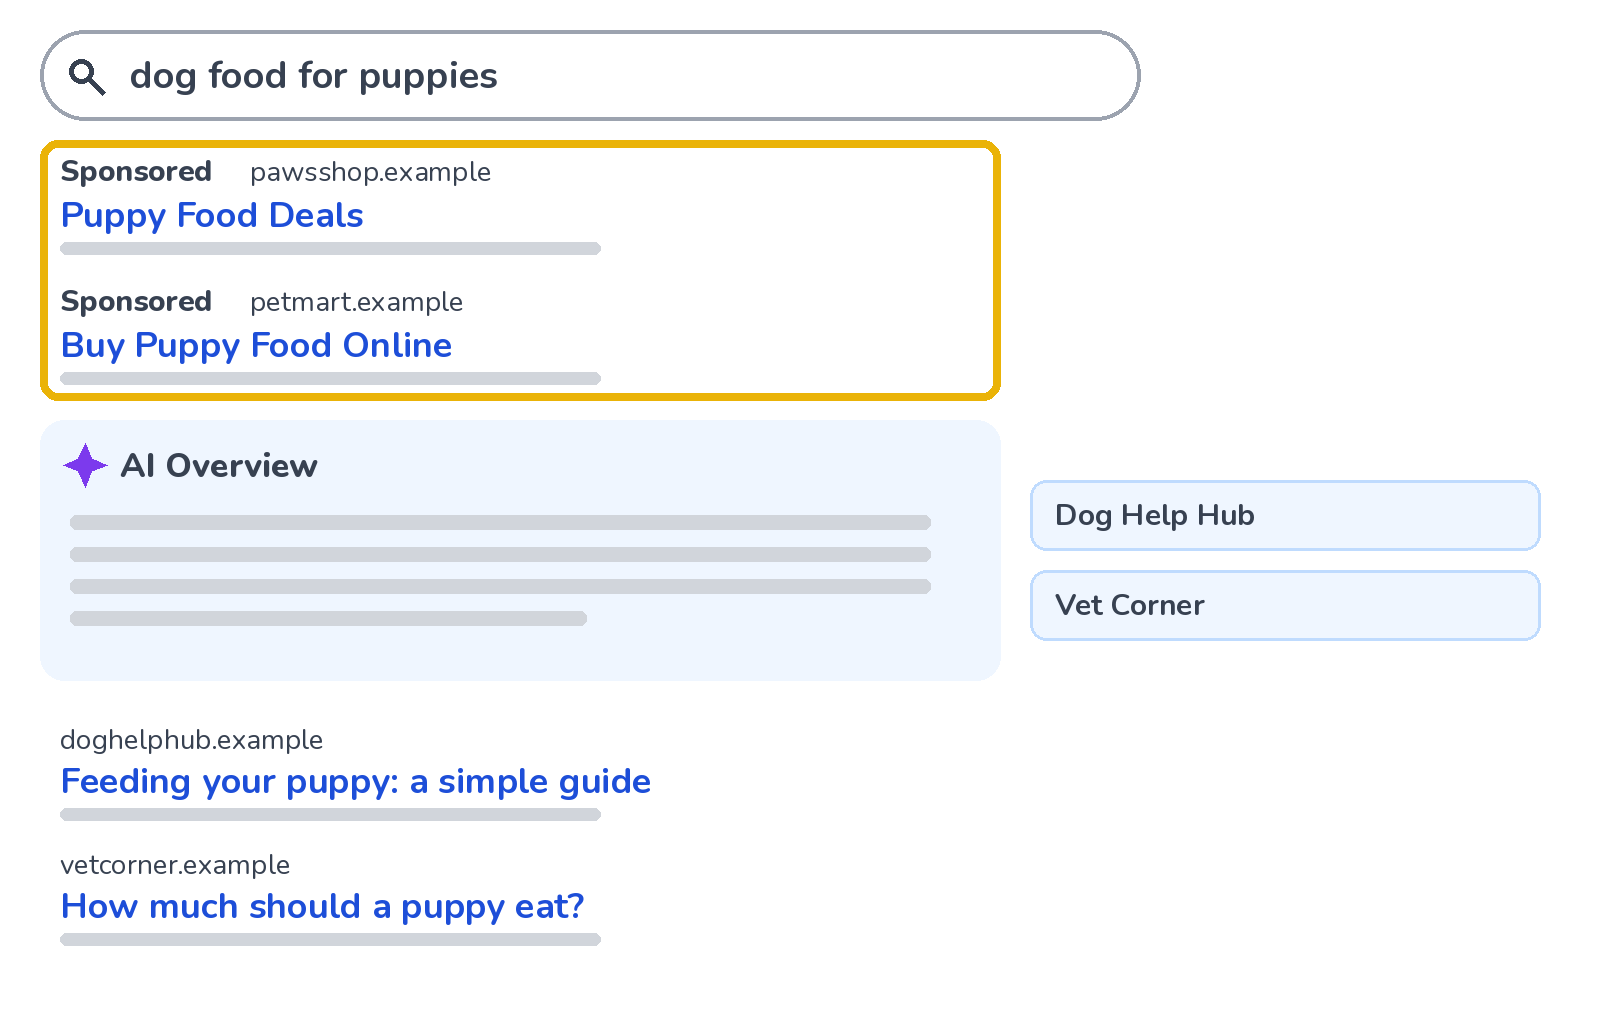 dog food for puppies
Sponsored pawsshop.example
Puppy Food Deals
Sponsored petmart.example
Buy Puppy Food Online
AI Overview
Dog Help Hub
Vet Corner
doghelphub.example
Feeding your puppy: a simple guide
vetcorner.example
How much should a puppy eat?